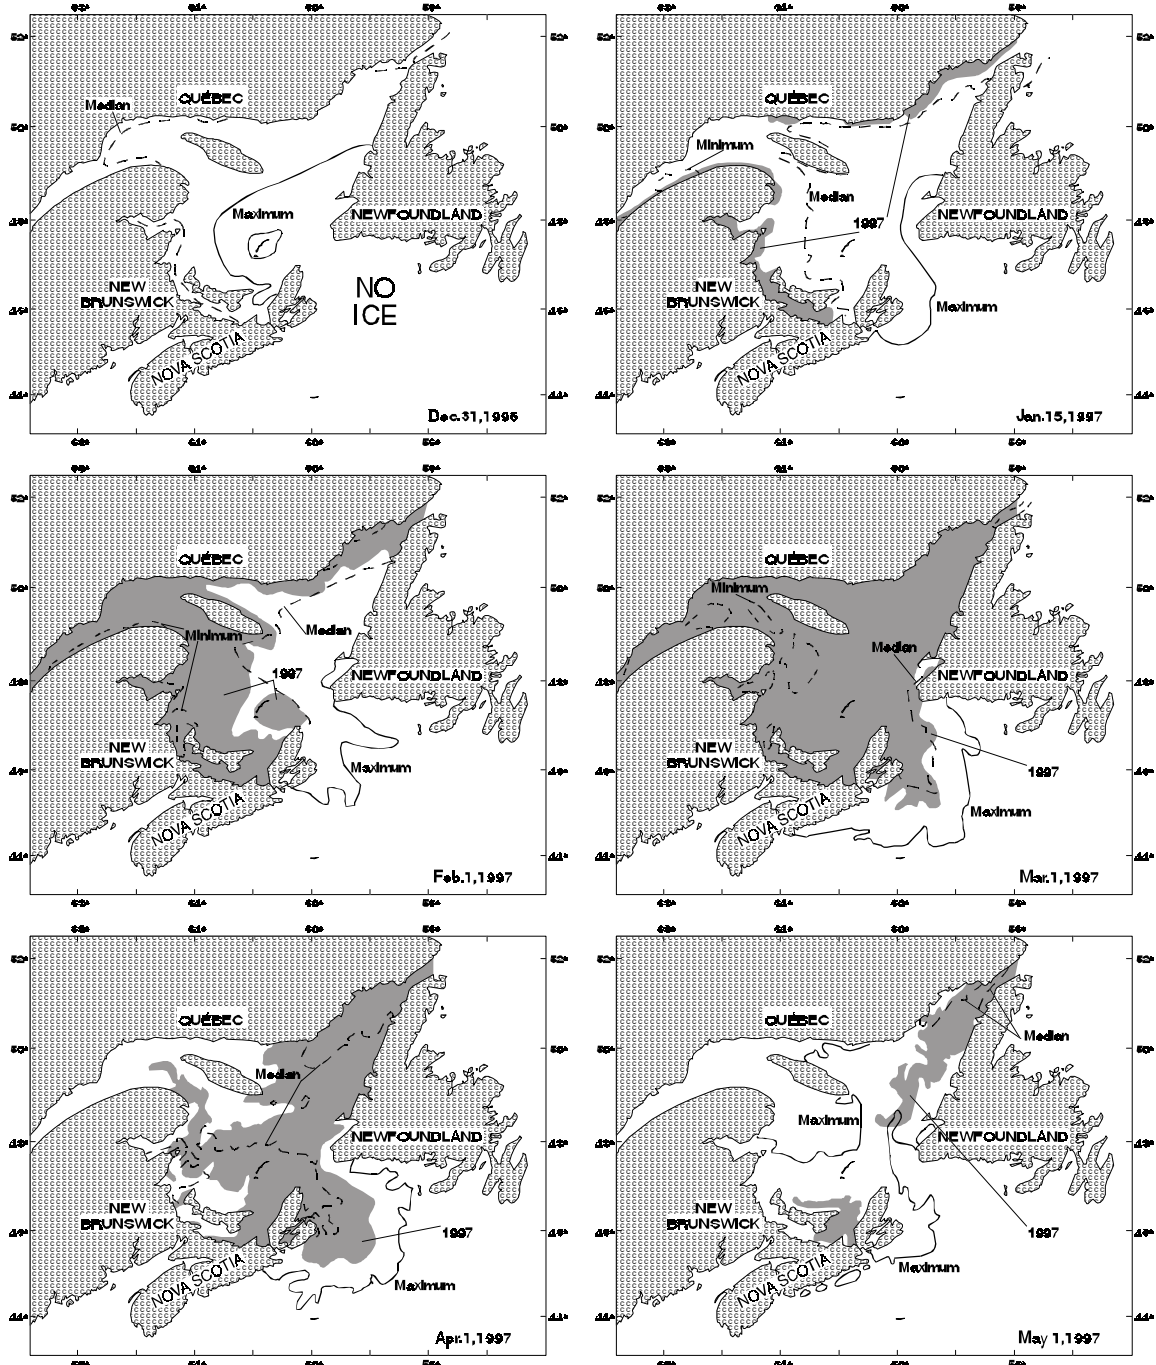 Median
QUÉBEC
Maximum
NEWFOUNDLAND
NEW
BRUNSWICK
NO
ICE
NOVA SCOTIA
Dec.31,1996
QUÉBEC
Minimum
Median
NEWFOUNDLAND
1997
NEW
BRUNSWICK
Maximum
NOVA SCOTIA
Jan.15,1997
QUÉBEC
Minimum
Median
1997
NEWFOUNDLAND
NEW
BRUNSWICK
Maximum
NOVA SCOTIA
Feb.1,1997
QUÉBEC
Minimum
Median
NEWFOUNDLAND
NEW
BRUNSWICK
1997
NOVA SCOTIA
Maximum
Mar.1,1997
QUÉBEC
Median
NEWFOUNDLAND
NEW
BRUNSWICK
1997
NOVA SCOTIA
Maximum
Apr.1,1997
QUÉBEC
Median
Maximum
NEWFOUNDLAND
NEW
BRUNSWICK
1997
NOVA SCOTIA
Maximum
May 1,1997